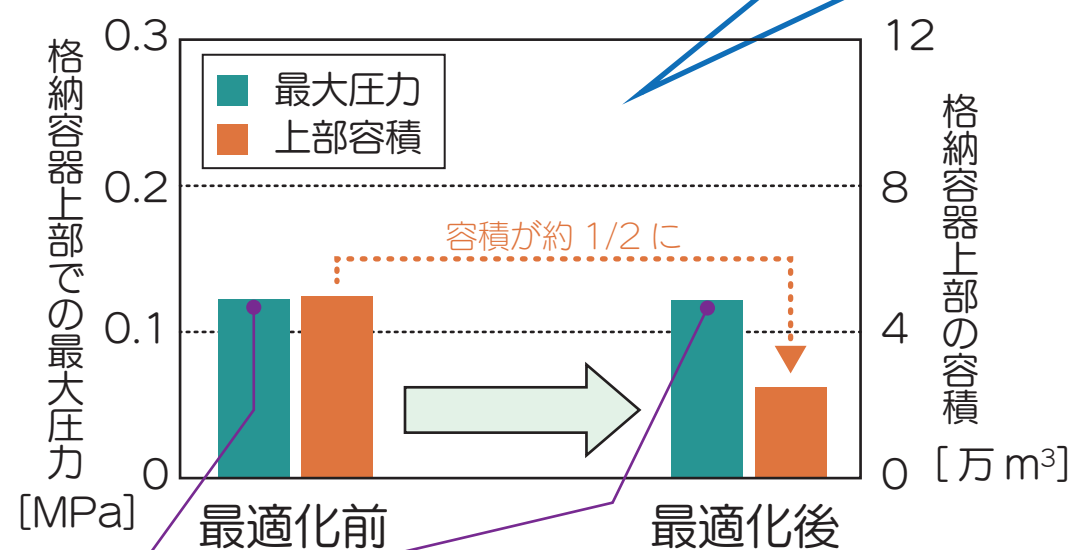 格納容器上部での最大圧力
[MPa]
0.3
0.2
0.1
0
最大圧力
上部容積
容積が約 1/2 に
最適化前
最適化後
12
8
4
0
格納容器上部の容積
[万 m³]